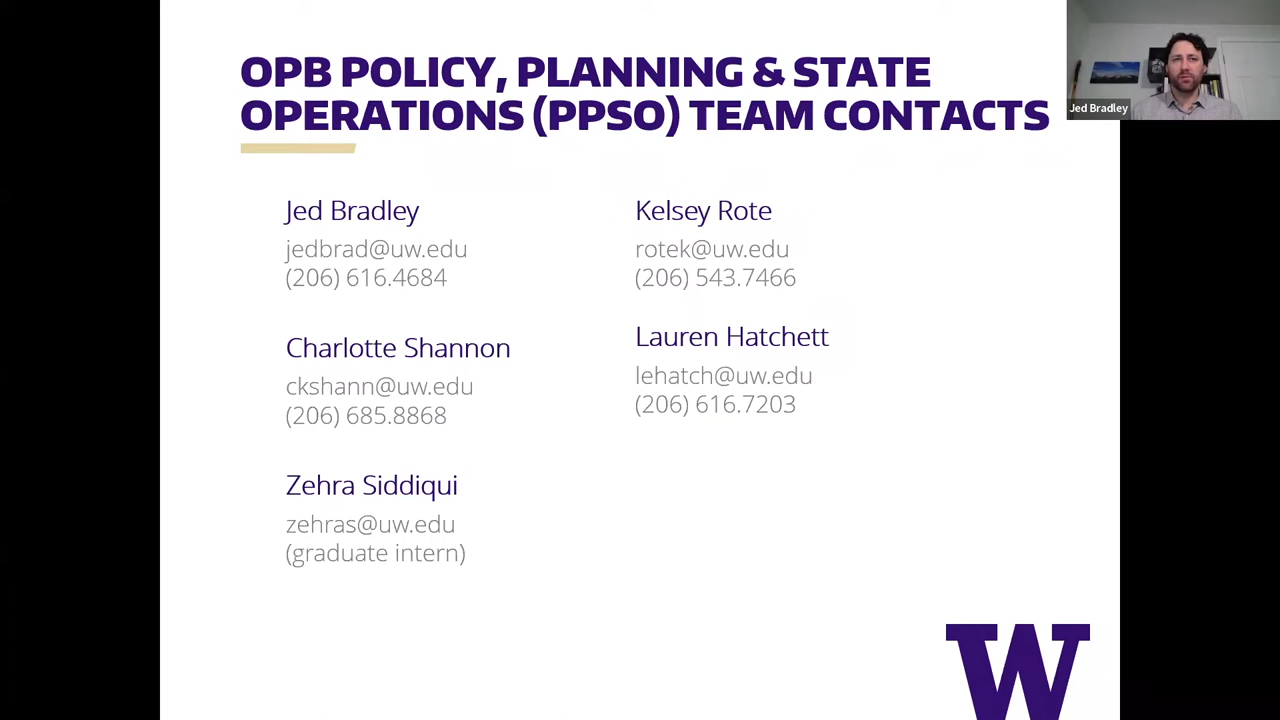 OPB POLICY, PLANNING & STATE
OPERATIONS (PPSO) TEAM CONTACTS
Jed Bradley
Jed Bradley
jedbrad@uw.edu
(206) 616.4684
Charlotte Shannon
ckshann@uw.edu
(206) 685.8868
Zehra Siddiqui
zehras@uw.edu
(graduate intern)
Kelsey Rote
rotek@uw.edu
(206) 543.7466
Lauren Hatchett
lehatch@uw.edu
(206) 616.7203
W